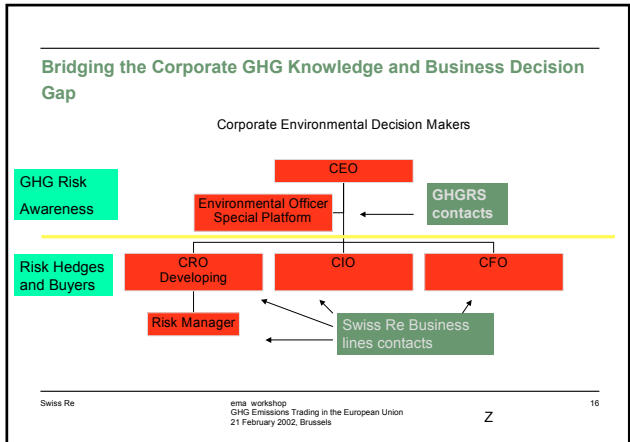 Bridging the Corporate GHG Knowledge and Business Decision
Gap
Corporate Environmental Decision Makers
CEO
GHG Risk
Awareness
Environmental Officer
Special Platform
GHGRS
contacts
Risk Hedges
and Buyers
CRO
Developing
CIO
CFO
Risk Manager
Swiss Re Business
lines contacts
Swiss Re
ema workshop
GHG Emissions Trading in the European Union
21 February 2002, Brussels
Z
16